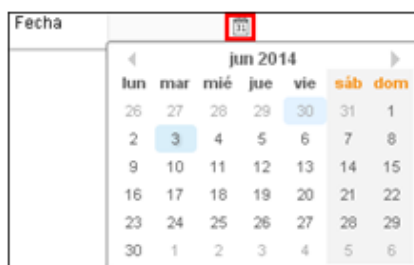 Fecha
31
jun 2014
lun mar mié jue vie sáb dom
26 27 28 29 30 31 1
2 3 4 5 6 7 8
9 10 11 12 13 14 15
16 17 18 19 20 21 22
23 24 25 26 27 28 29
30 1 2 3 4 5 6